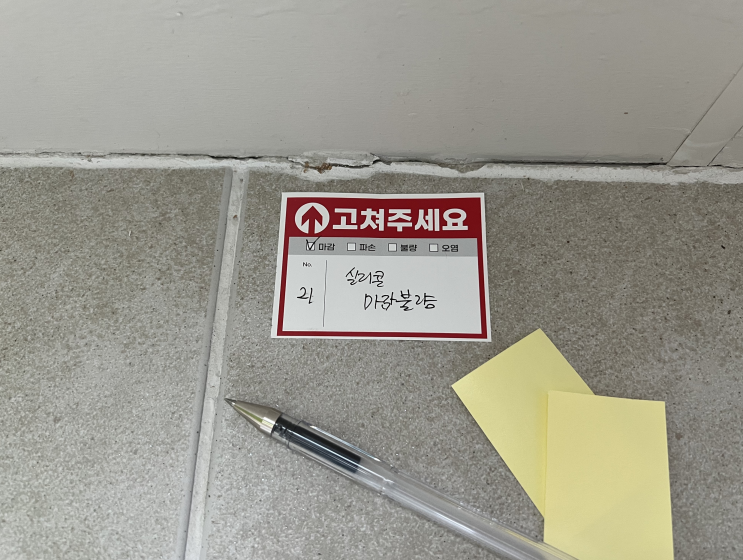 고쳐주세요
마감 파손 불량 오염
No.
21
실리콘
마감불량